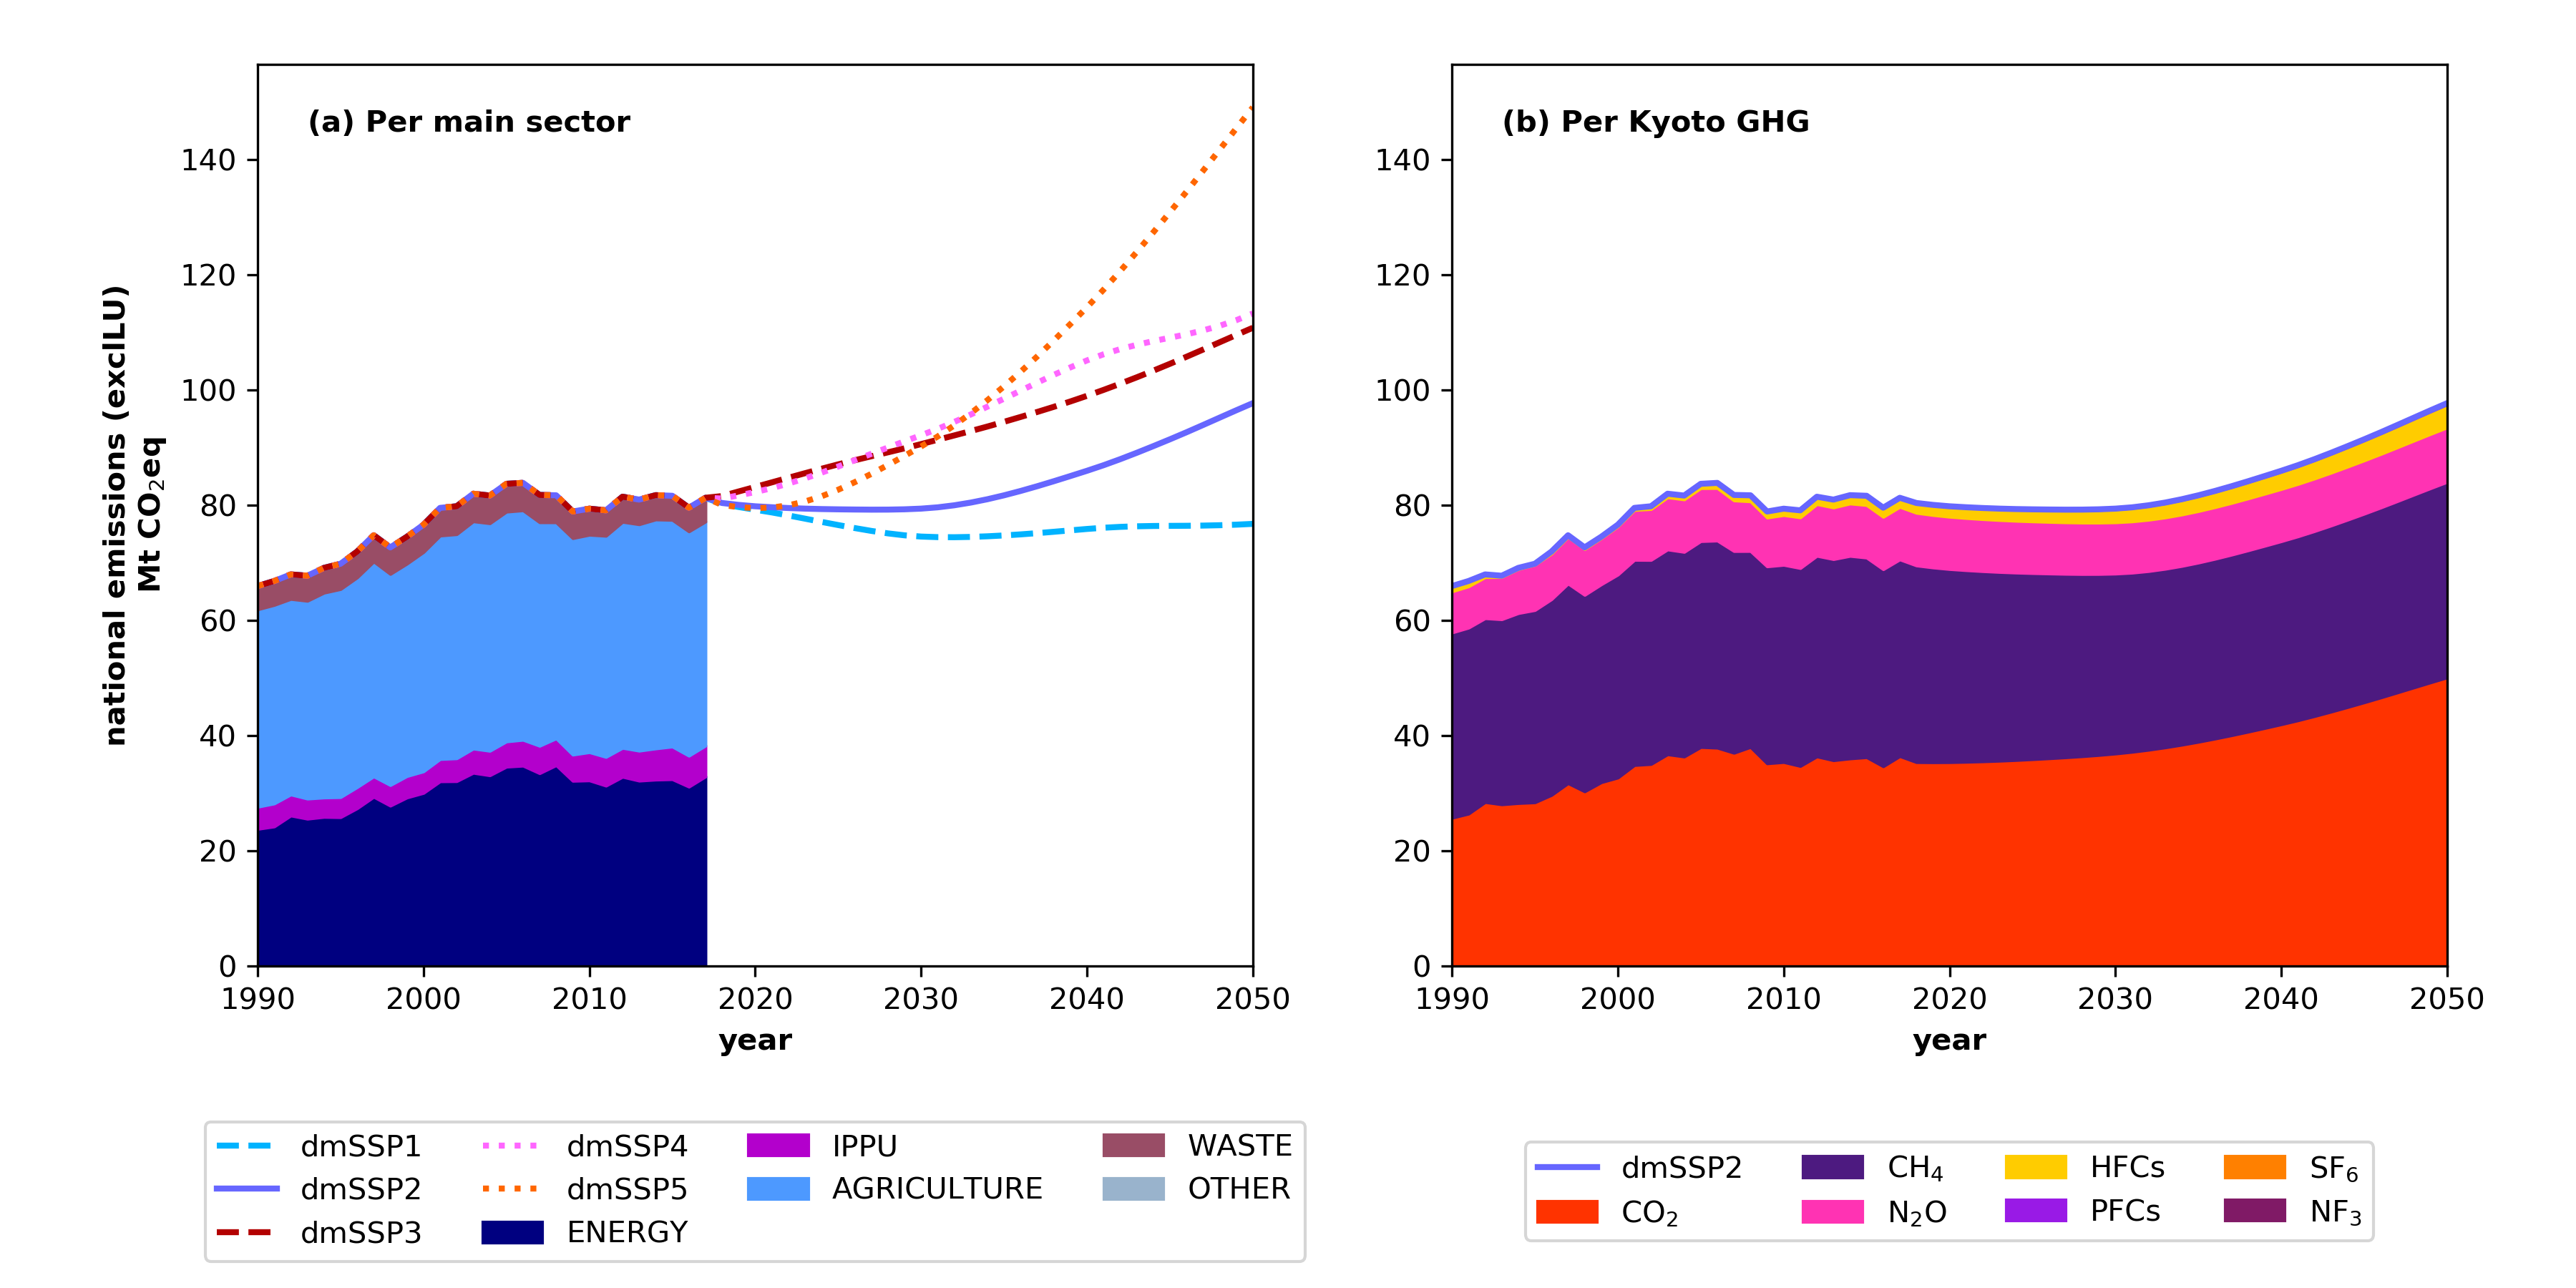 (a) Per main sector
(b) Per Kyoto GHG
national emissions (exclLU)
Mt CO₂eq
140
120
100
80
60
40
20
0
1990 2000 2010 2020 2030 2040 2050
year
140
120
100
80
60
40
20
0
1990 2000 2010 2020 2030 2040 2050
year
dmSSP1 dmSSP4 IPPU WASTE
dmSSP2 dmSSP5 AGRICULTURE OTHER
dmSSP3 ENERGY
dmSSP2 CH₄ HFCs SF₆
CO₂ N₂O PFCs NF₃